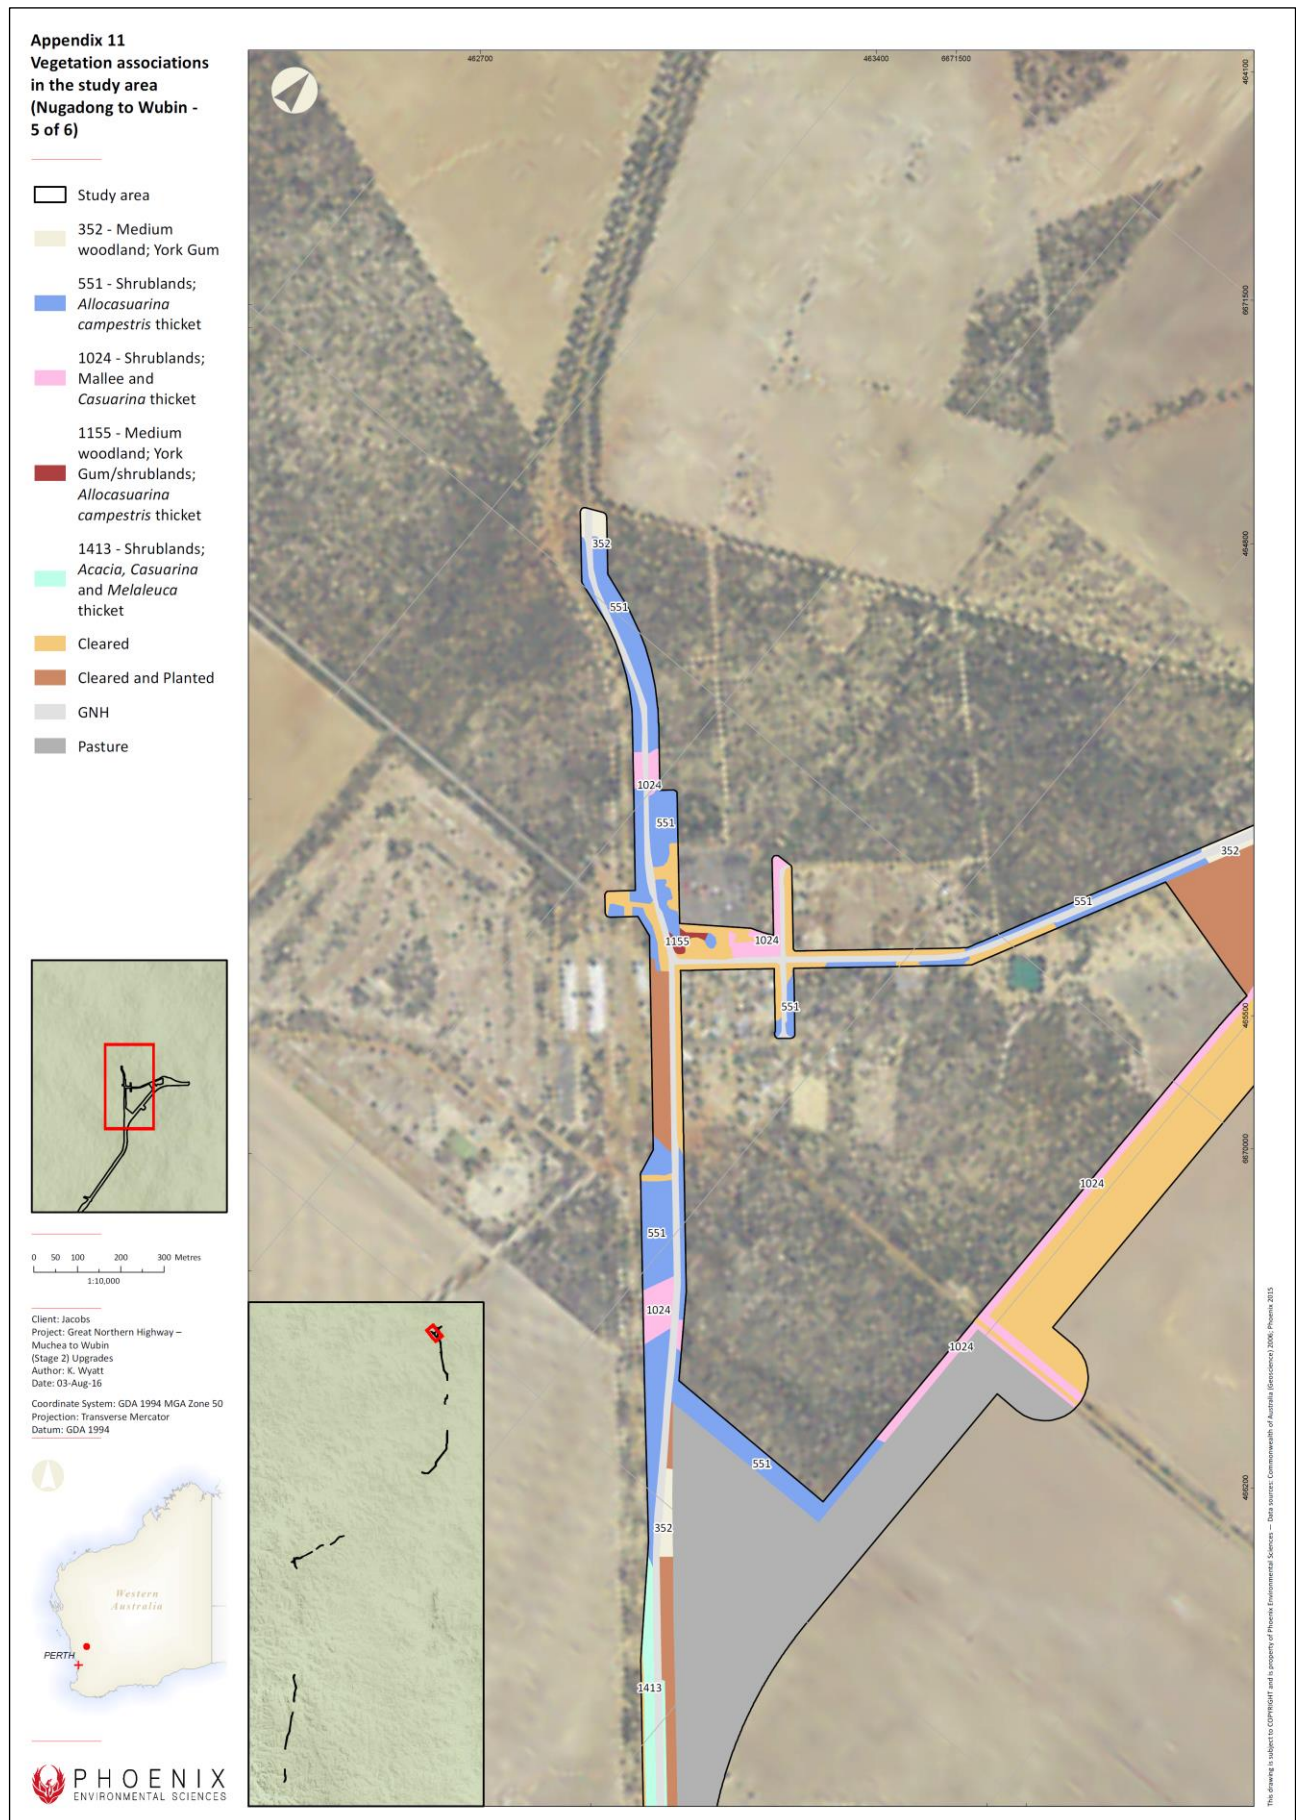 Appendix 11
Vegetation associations
in the study area
(Nugadong to Wubin -
5 of 6)
Study area
352 - Medium
woodland; York Gum
551 - Shrublands;
Allocasuarina
campestris thicket
1024 - Shrublands;
Mallee and
Casuarina thicket
1155 - Medium
woodland; York
Gum/shrublands;
Allocasuarina
campestris thicket
1413 - Shrublands;
Acacia, Casuarina
and Melaleuca
thicket
Cleared
Cleared and Planted
GNH
Pasture
0 50 100 200 300 Metres
1:10,000
Client: Jacobs
Project: Great Northern Highway –
Muchea to Wubin
(Stage 2) Upgrades
Author: K. Wyatt
Date: 03-Aug-16
Coordinate System: GDA 1994 MGA Zone 50
Projection: Transverse Mercator
Datum: GDA 1994
Western
Australia
PERTH
PHOENIX
ENVIRONMENTAL SCIENCES
462700
463400
6671500
464100
6671500
464800
465500
6670000
466200
352
551
1024
551
1155
1024
551
551
352
1024
551
1024
1024
551
352
1413
This drawing is subject to COPYRIGHT and is property of Phoenix Environmental Sciences — Data sources: Commonwealth of Australia (Geoscience) 2006; Phoenix 2015